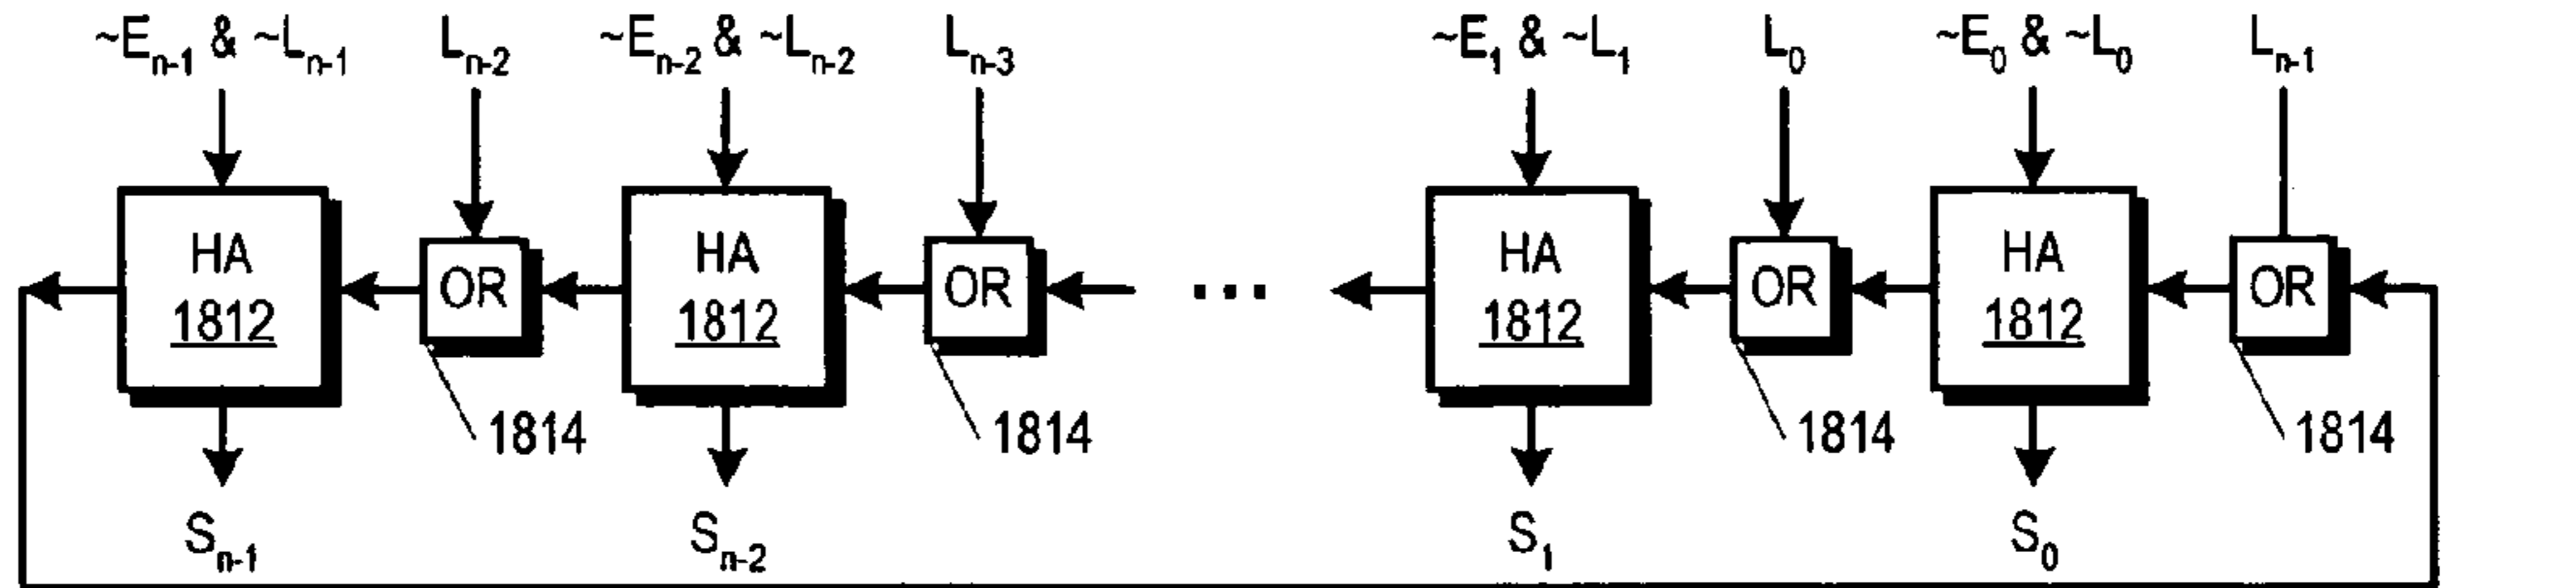 ~Eₙ₋₁ & ~Lₙ₋₁ Lₙ₋₂ ~Eₙ₋₂ & ~Lₙ₋₂ Lₙ₋₃ ~E₁ & ~L₁ L₀ ~E₀ & ~L₀ Lₙ₋₁
HA OR HA OR ... HA OR HA OR
1812 1812 1812 1812
1814 1814 1814 1814
Sₙ₋₁ Sₙ₋₂ S₁ S₀